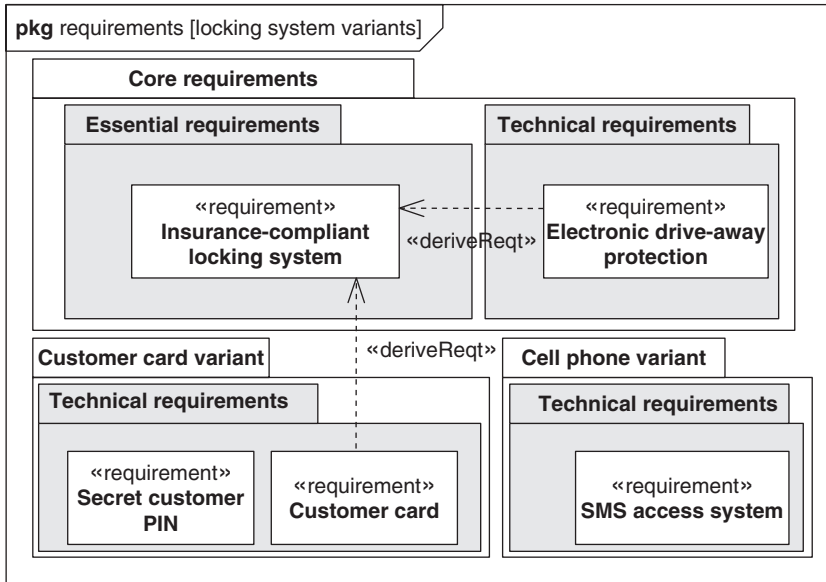 pkg requirements [locking system variants]
Core requirements
Essential requirements
Technical requirements
«requirement»
Insurance-compliant
locking system
«deriveReqt»
«requirement»
Electronic drive-away
protection
«deriveReqt»
Customer card variant
Technical requirements
«requirement»
Secret customer
PIN
«requirement»
Customer card
Cell phone variant
Technical requirements
«requirement»
SMS access system